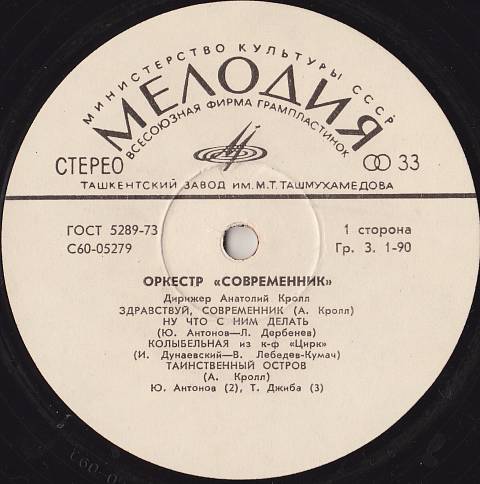 МИНИСТЕРСТВО КУЛЬТУРЫ СССР
МЕЛОДИЯ
ВСЕСОЮЗНАЯ ФИРМА ГРАМПЛАСТИНОК
СТЕРЕО
33
ТАШКЕНТСКИЙ ЗАВОД ИМ. М.Т. ТАШМУХАМЕДОВА
ГОСТ 5289-73
1 сторона
С60-05279
Гр. 3. 1-90
ОРКЕСТР «СОВРЕМЕННИК»
Дирижер Анатолий Кролл
ЗДРАВСТВУЙ, СОВРЕМЕННИК (А. Кролл)
НУ ЧТО С НИМ ДЕЛАТЬ
(Ю. Антонов—Л. Дербенев)
КОЛЫБЕЛЬНАЯ из к-ф «Цирк»
(И. Дунаевский—В. Лебедев-Кумач)
ТАИНСТВЕННЫЙ ОСТРОВ
(А. Кролл)
Ю. Антонов (2), Т. Джиба (3)